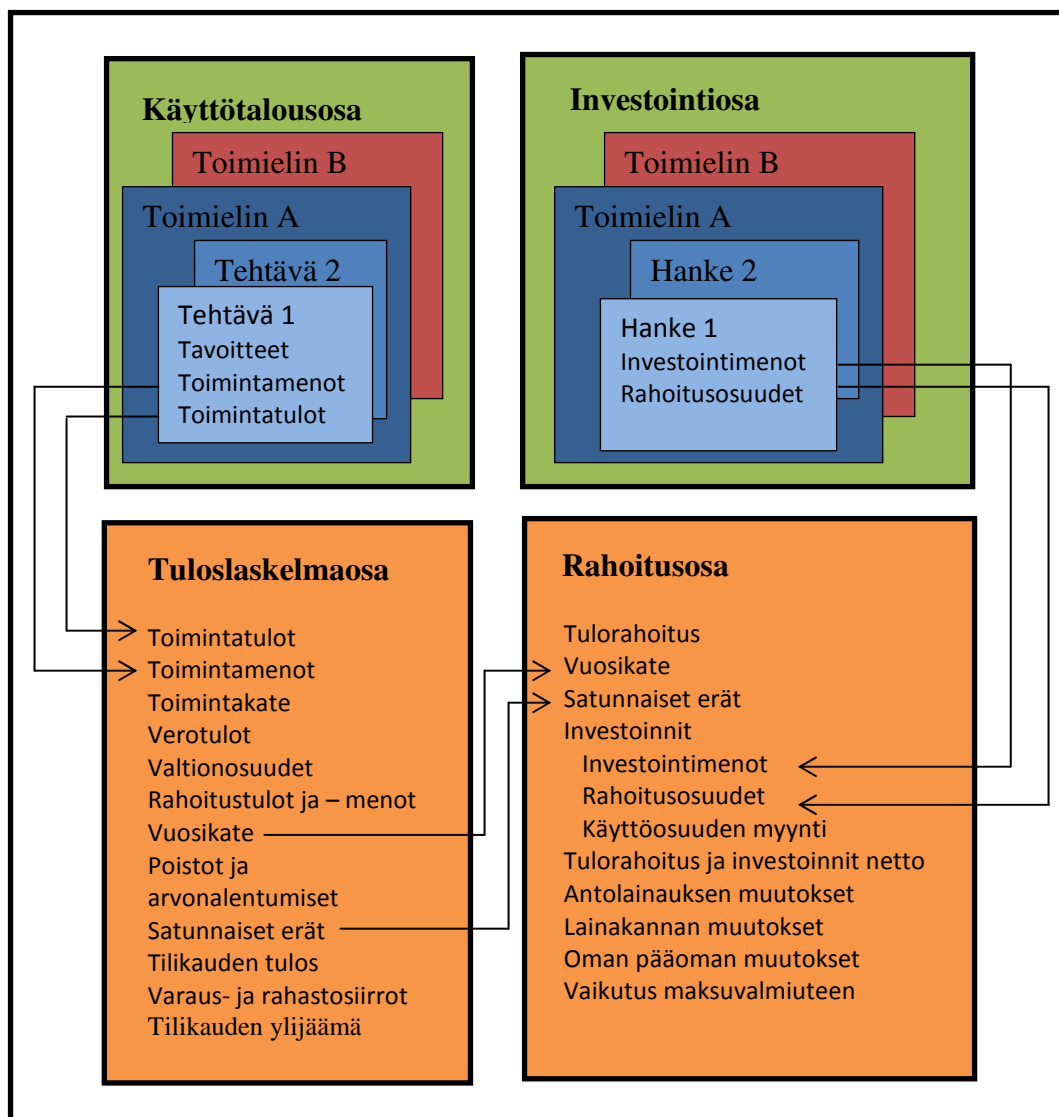 Käyttötalousosa
Toimielin B
Toimielin A
Tehtävä 2
Tehtävä 1
Tavoitteet
Toimintamenot
Toimintatulot
Investointiosa
Toimielin B
Toimielin A
Hanke 2
Hanke 1
Investointimenot
Rahoitusosuudet
Tuloslaskelmaosa
Toimintatulot
Toimintamenot
Toimintakate
Verotulot
Valtionosuudet
Rahoitustulot ja – menot
Vuosikate
Poistot ja
arvonalentumiset
Satunnaiset erät
Tilikauden tulos
Varaus- ja rahastosiirrot
Tilikauden ylijäämä
Rahoitusosa
Tulorahoitus
Vuosikate
Satunnaiset erät
Investoinnit
Investointimenot
Rahoitusosuudet
Käyttöosuuden myynti
Tulorahoitus ja investoinnit netto
Antolainauksen muutokset
Lainakannan muutokset
Oman pääoman muutokset
Vaikutus maksuvalmiuteen